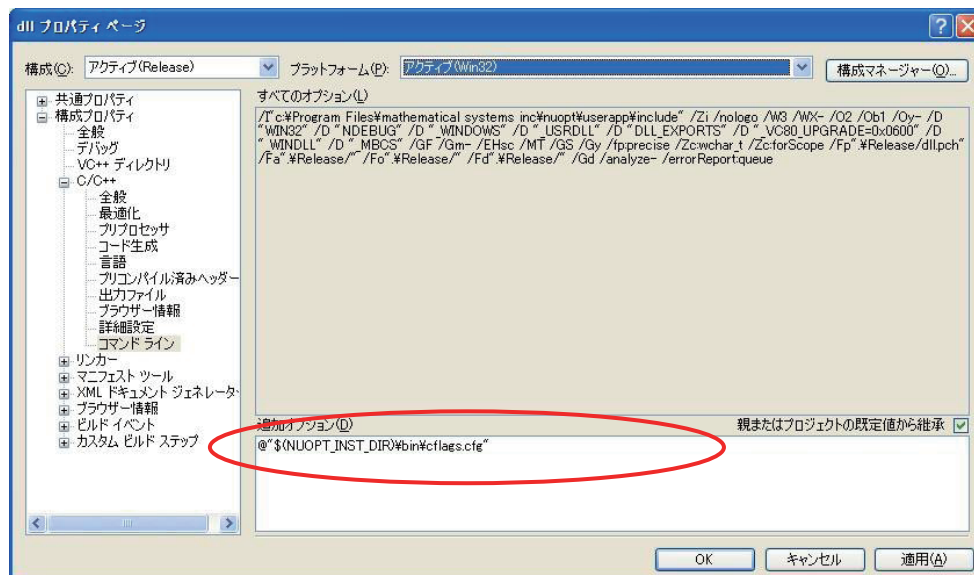 dll プロパティ ページ
構成(C): アクティブ(Release) プラットフォーム(P): アクティブ(Win32) 構成マネージャー(O)...
共通プロパティ
構成プロパティ
全般
デバッグ
VC++ ディレクトリ
C/C++
全般
最適化
プリプロセッサ
コード生成
言語
プリコンパイル済みヘッダー
出力ファイル
ブラウザー情報
詳細設定
コマンド ライン
リンカー
マニフェスト ツール
XML ドキュメント ジェネレータ
ブラウザー情報
ビルド イベント
カスタム ビルド ステップ
すべてのオプション(L)
/I"c:¥Program Files¥mathematical systems inc¥nuopt¥userapp¥include" /Zi /nologo /W3 /WX- /O2 /Ob1 /Oy- /D
"WIN32" /D "NDEBUG" /D "_WINDOWS" /D "_USRDLL" /D "DLL_EXPORTS" /D "_VC80_UPGRADE=0x0600" /D
"_WINDLL" /D "_MBCS" /GF /Gm- /EHsc /MT /GS /Gy /fp:precise /Zc:wchar_t /Zc:forScope /Fp".¥Release/dll.pch"
/Fa".¥Release/" /Fo".¥Release/" /Fd".¥Release/" /Gd /analyze- /errorReport:queue
追加オプション(D) 親またはプロジェクトの既定値から継承
@"$(NUOPT_INST_DIR)¥bin¥cflags.cfg"
OK キャンセル 適用(A)